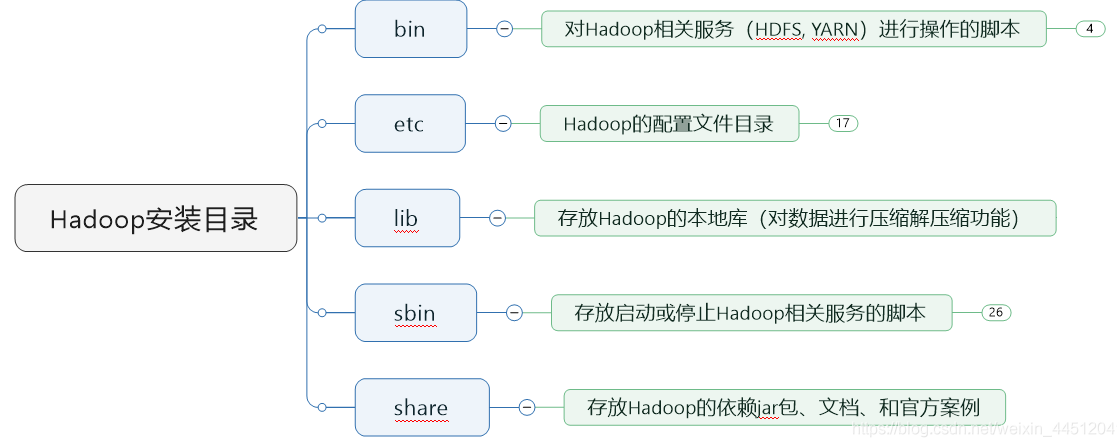 bin
对Hadoop相关服务（HDFS, YARN）进行操作的脚本
4
etc
Hadoop的配置文件目录
17
Hadoop安装目录
lib
存放Hadoop的本地库（对数据进行压缩解压缩功能）
sbin
存放启动或停止Hadoop相关服务的脚本
26
share
存放Hadoop的依赖jar包、文档、和官方案例
https://blog.csdn.net/weixin_4451204